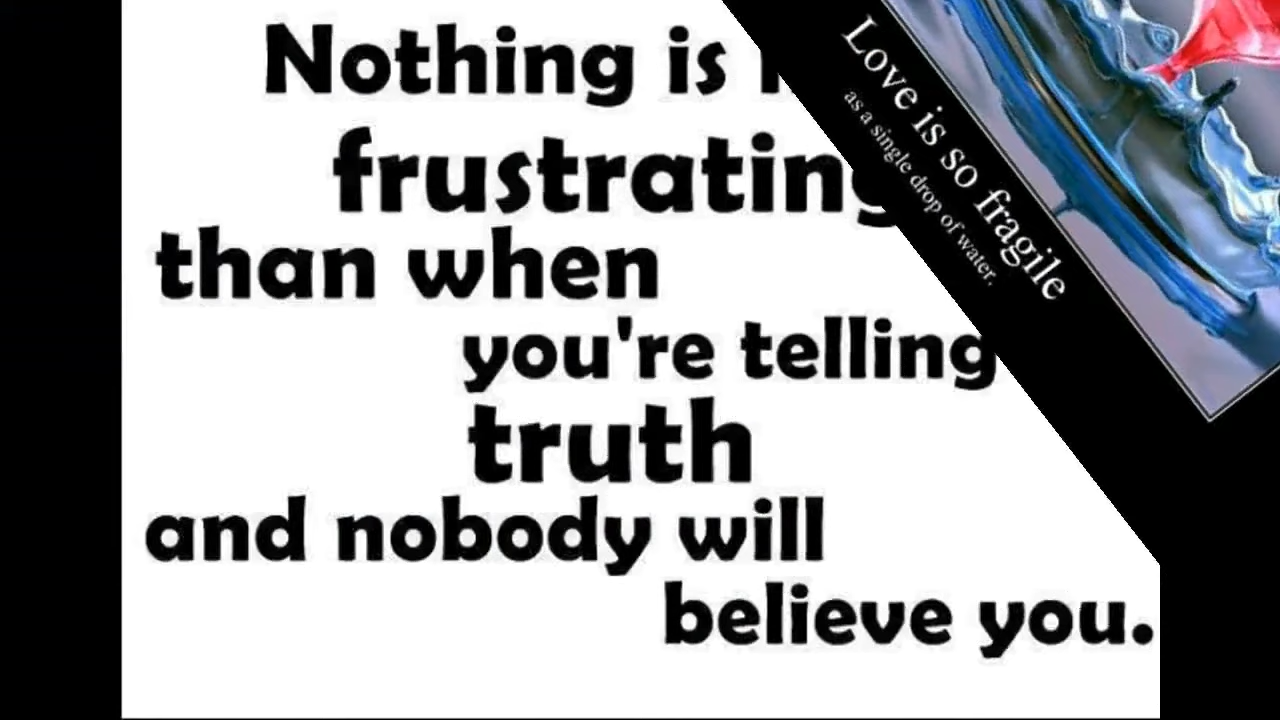 Nothing is
frustrating
than when
you're telling
truth
and nobody will
believe you.
Love is so fragile
as a single drop of water.